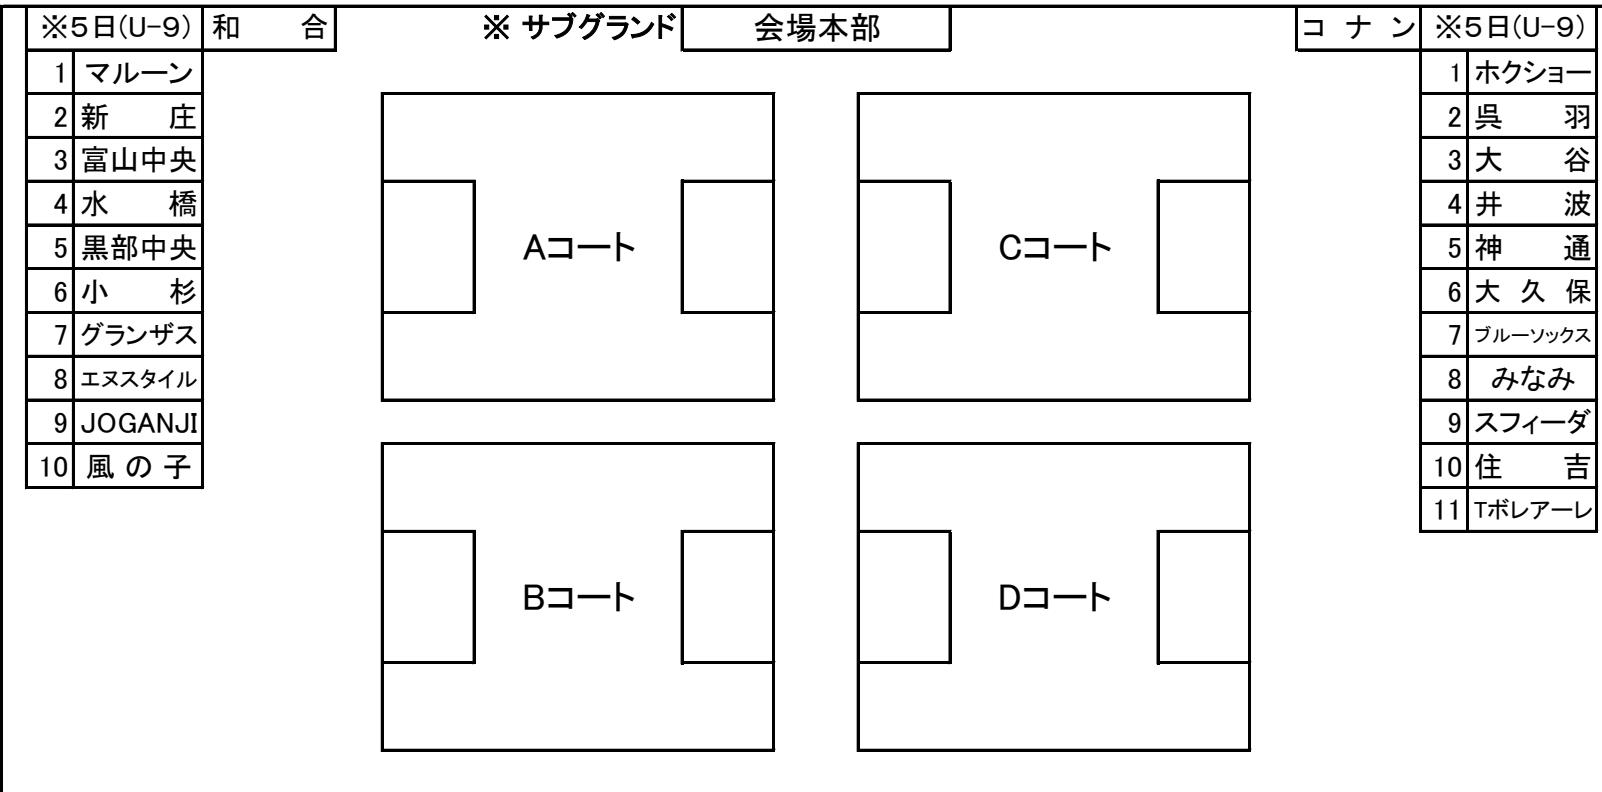 ※5日(U-9) 和 合 ※ サブグランド 会場本部 コ ナ ン ※5日(U-9)
1 マルーン
2 新 庄
3 富山中央
4 水 橋
5 黒部中央
6 小 杉
7 グランザス
8 エヌスタイル
9 JOGANJI
10 風 の 子
Aコート
Cコート
Bコート
Dコート
1 ホクショー
2 呉 羽
3 大 谷
4 井 波
5 神 通
6 大 久 保
7 ブルーソックス
8 みなみ
9 スフィーダ
10 住 吉
11 Tボレアーレ